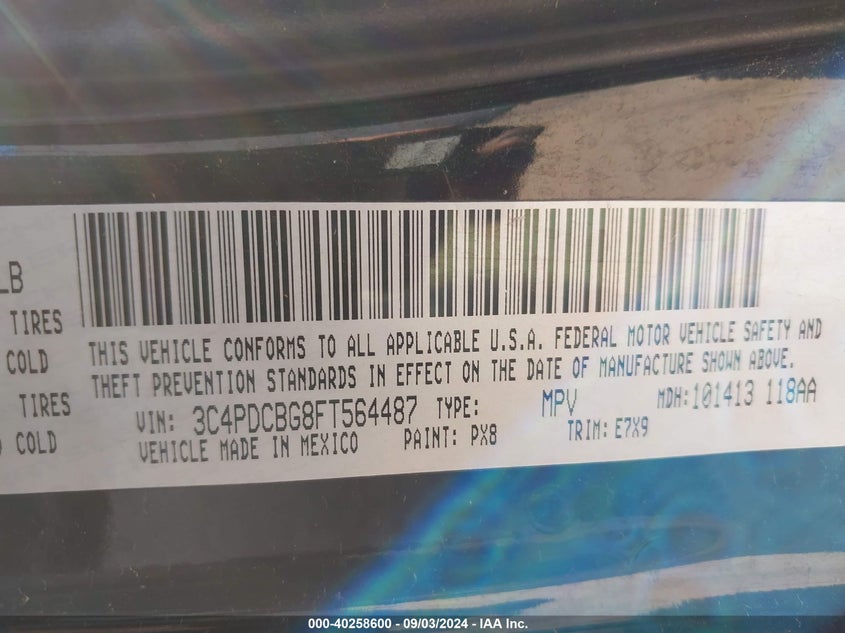 LB
TIRES
COLD
TIRES
COLD
THIS VEHICLE CONFORMS TO ALL APPLICABLE U.S.A. FEDERAL MOTOR VEHICLE SAFETY AND
THEFT PREVENTION STANDARDS IN EFFECT ON THE DATE OF MANUFACTURE SHOWN ABOVE.
VIN: 3C4PDCBG8FT564487 TYPE: MPV MDH:101413 118AA
VEHICLE MADE IN MEXICO PAINT: PX8 TRIM: E7X9
000-40258600 - 09/03/2024 - IAA Inc.